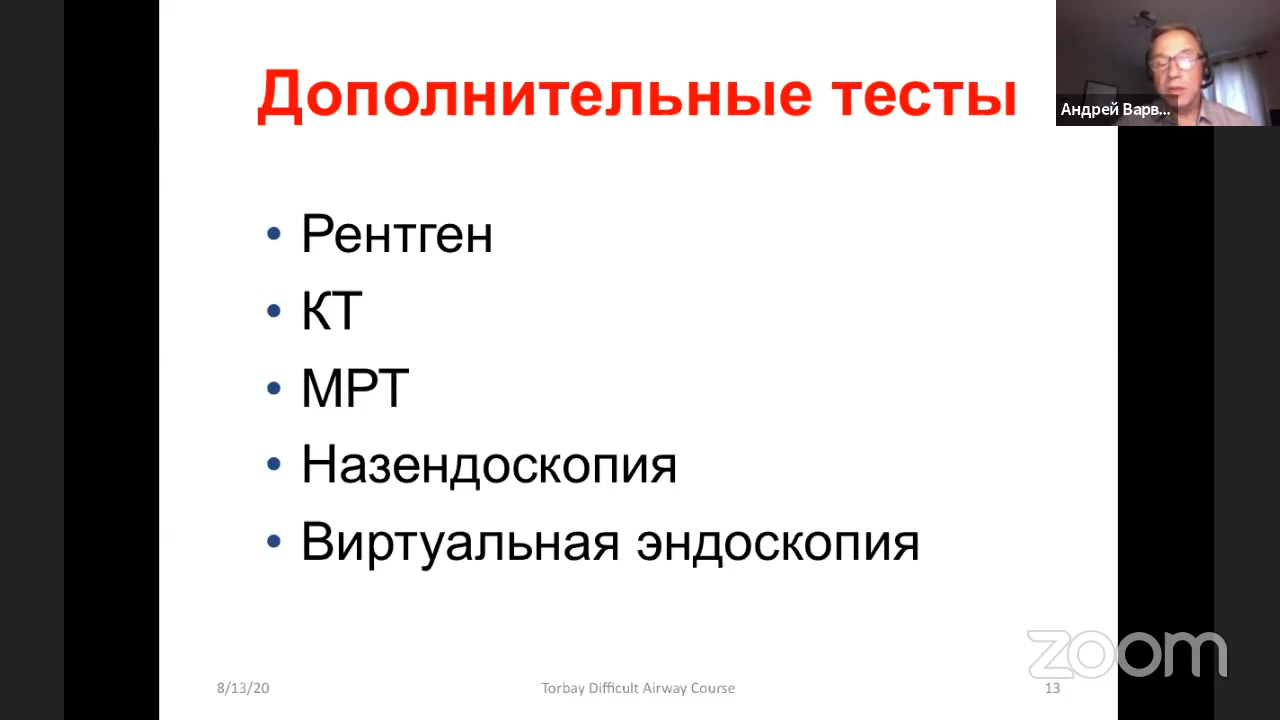 Дополнительные тесты
Андрей Варв...
• Рентген
• КТ
• МРТ
• Назендоскопия
• Виртуальная эндоскопия
zoom
8/13/20
Torbay Difficult Airway Course
13